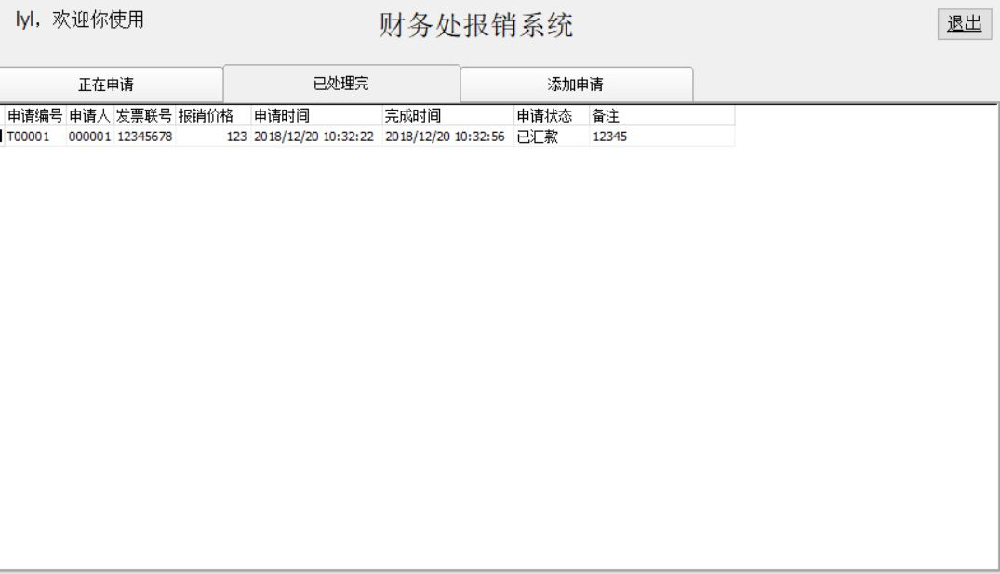 lyl，欢迎你使用
财务处报销系统
退出
正在申请 已处理完 添加申请
申请编号 申请人 发票联号 报销价格 申请时间 完成时间 申请状态 备注
T00001 000001 12345678 123 2018/12/20 10:32:22 2018/12/20 10:32:56 已汇款 12345